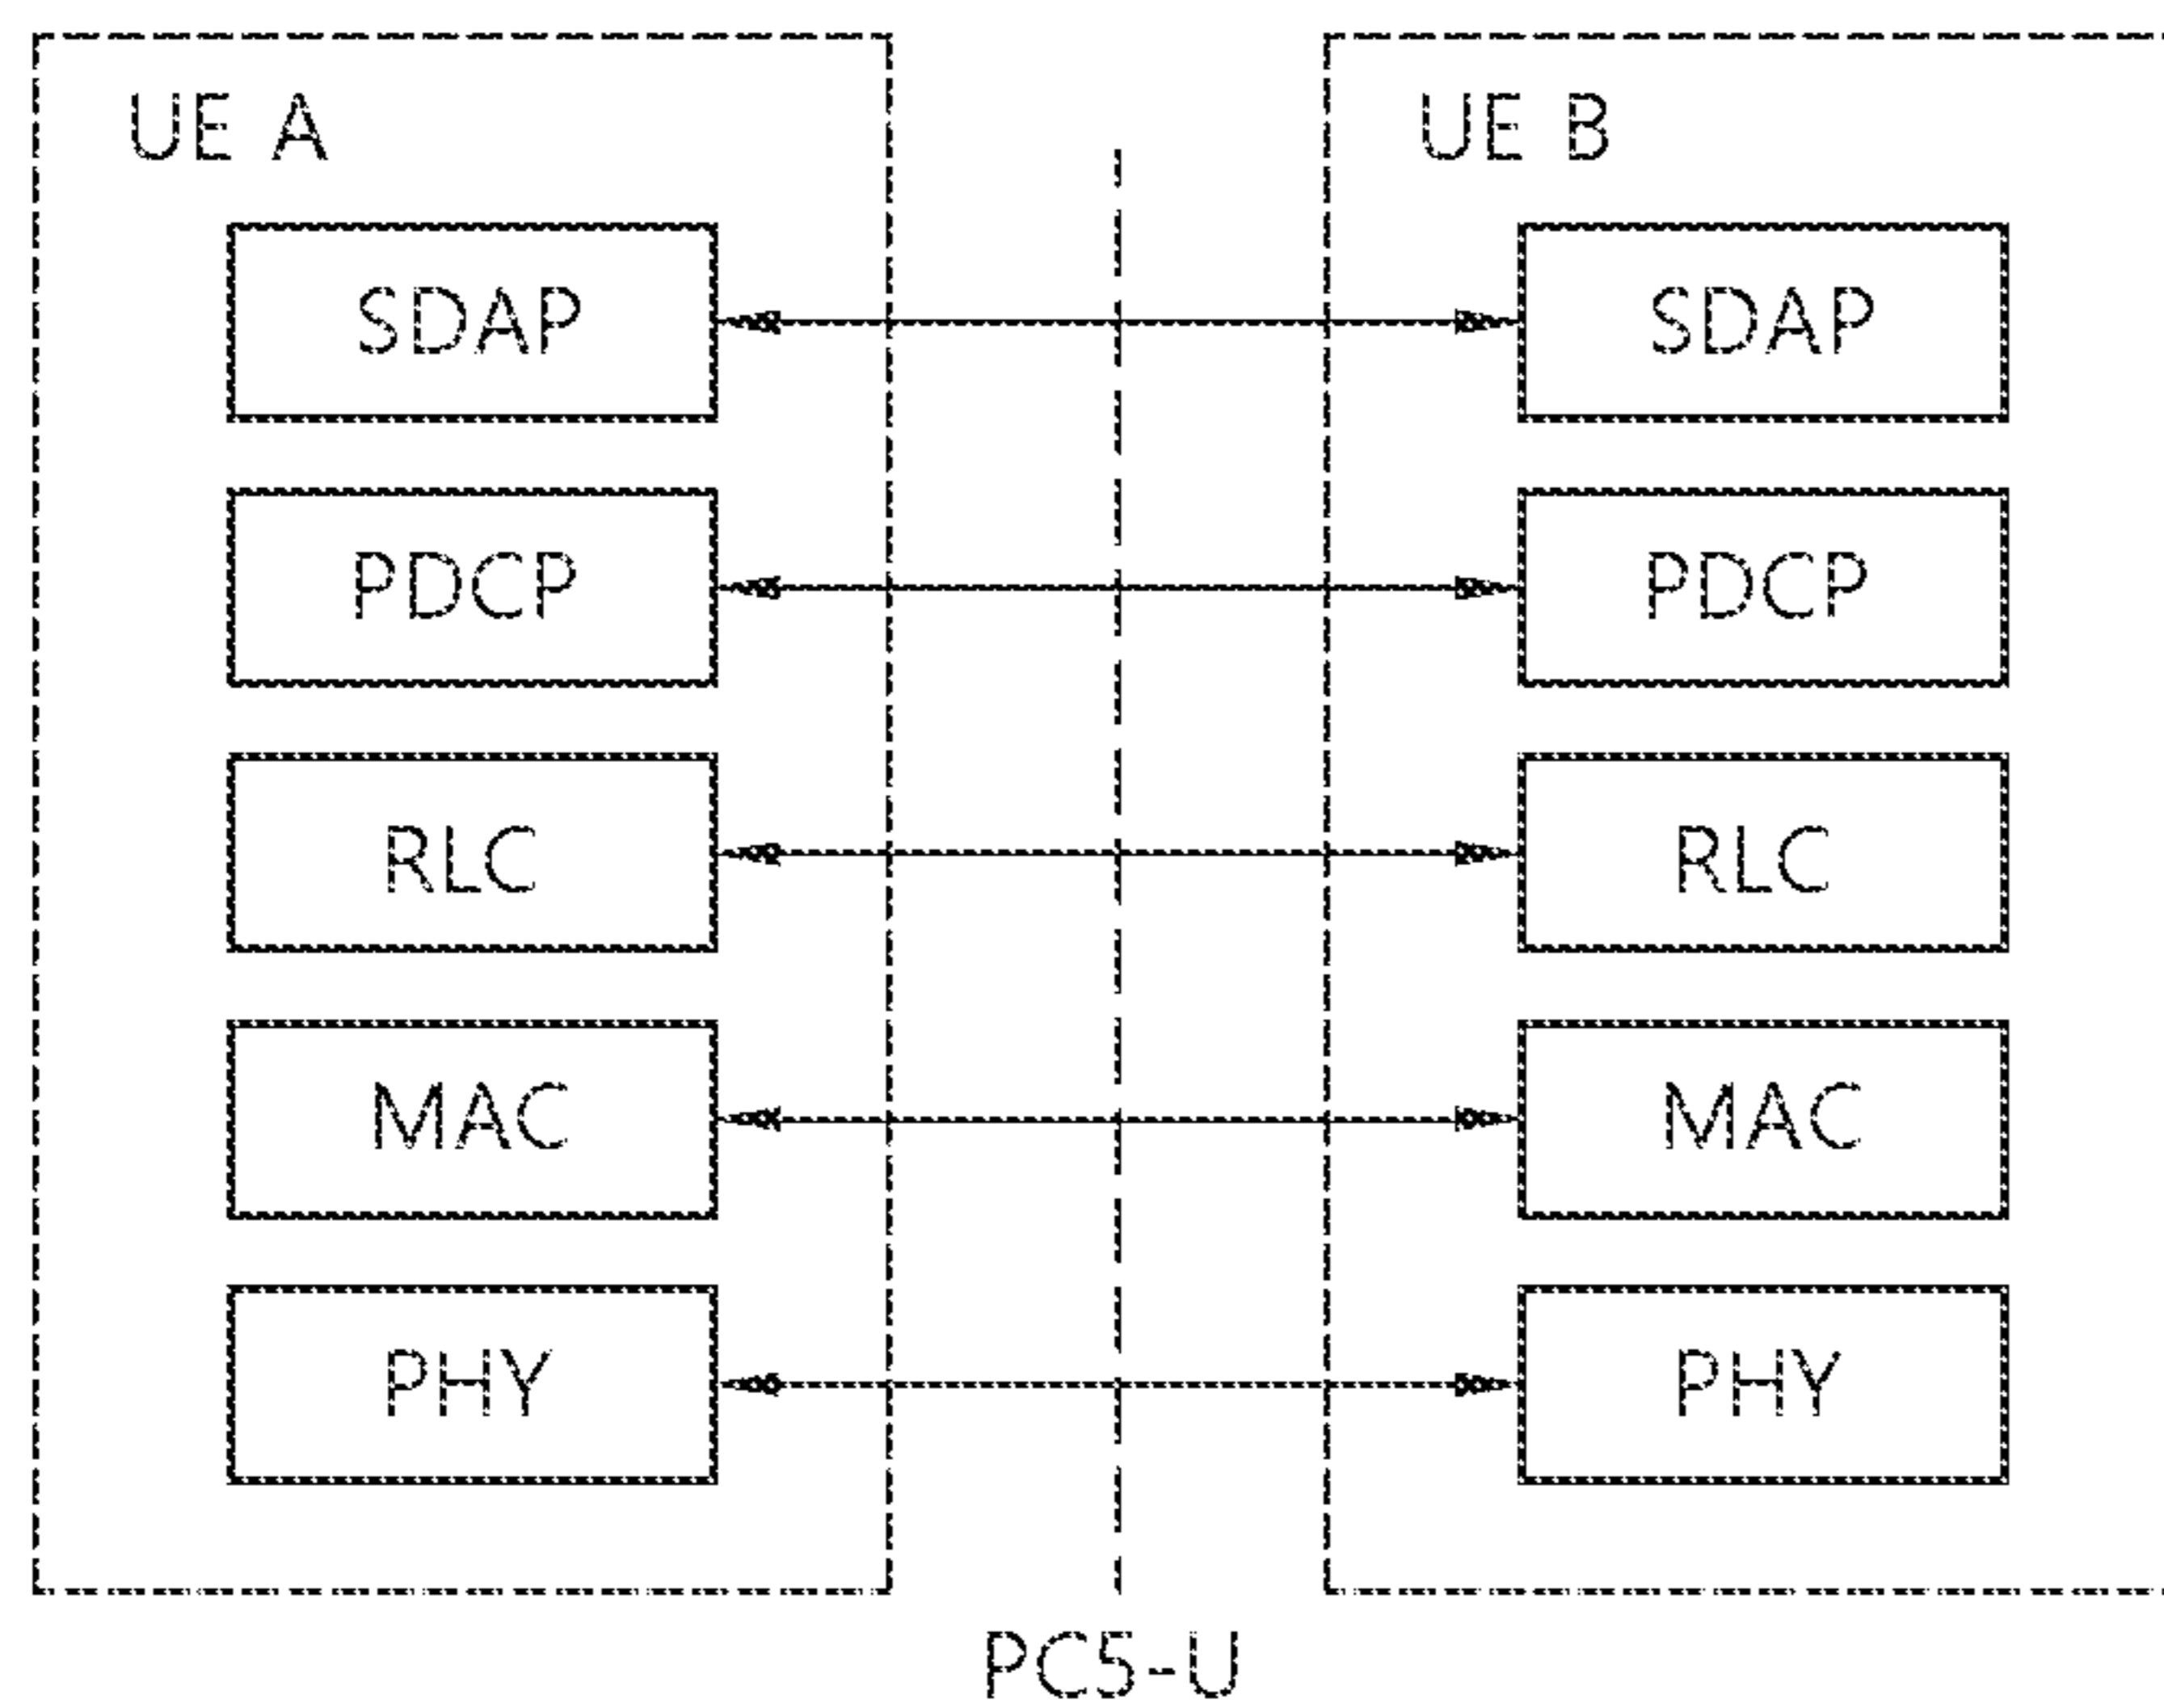 UE A
UE B
SDAP
SDAP
PDCP
PDCP
RLC
RLC
MAC
MAC
PHY
PHY
PC5-U